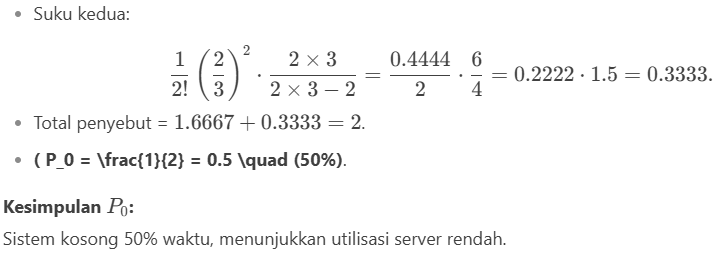 • Suku kedua:
\frac{1}{2!} \left( \frac{2}{3} \right)^2 \cdot \frac{2 \times 3}{2 \times 3 - 2} = \frac{0.4444}{2} \cdot \frac{6}{4} = 0.2222 \cdot 1.5 = 0.3333.
• Total penyebut = 1.6667 + 0.3333 = 2.
• ( P_0 = \frac{1}{2} = 0.5 \quad (50%).
Kesimpulan P_0:
Sistem kosong 50% waktu, menunjukkan utilisasi server rendah.